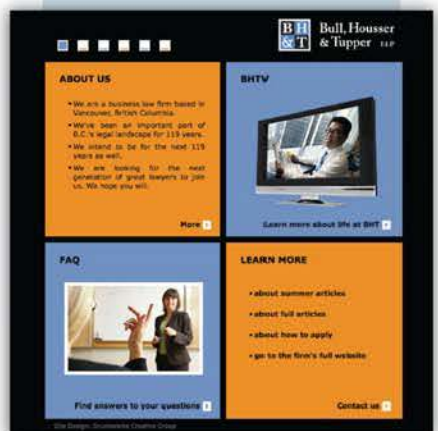 BH Bull, Housser
&T & Tupper LLP
ABOUT US
• We are a business law firm based in
Vancouver, British Columbia.
• We've been an important part of
B.C.'s legal landscape for 119 years.
• We intend to be for the next 119
years as well.
• We are looking for the next
generation of great lawyers to join
us. We hope you will.
More
BHTV
Learn more about life at BHT
FAQ
Find answers to your questions
LEARN MORE
• about summer articles
• about full articles
• about how to apply
• go to the firm's full website
Contact us
Site Design: Creative Group